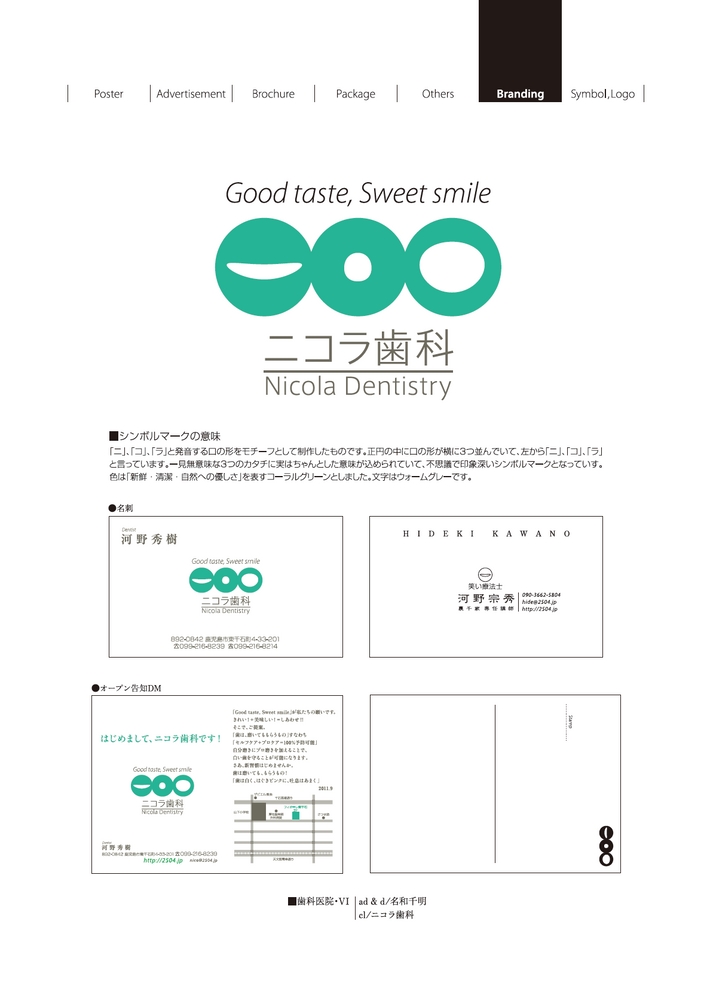 Poster
Advertisement
Brochure
Package
Others
Branding
Symbol,Logo
Good taste, Sweet smile
ニコラ歯科
Nicola Dentistry
■シンボルマークの意味
「ニ」、「コ」、「ラ」と発音する口の形をモチーフとして制作したものです。正円の中に口の形が横に3つ並んでいて、左から「ニ」、「コ」、「ラ」
と言っています。一見無意味な3つのカタチに実はちゃんとした意味が込められていて、不思議で印象深いシンボルマークとなっていす。
色は「新鮮・清潔・自然への優しさ」を表すコーラルグリーンとしました。文字はウォームグレーです。
●名刺
Dentist
河野秀樹
Good taste, Sweet smile
ニコラ歯科
Nicola Dentistry
892-0842 鹿児島市東千石町4-33-201
☎099-216-8239 ℻099-216-8214
HIDEKI KAWANO
笑い療法士
河野宗秀
裏千家 専任講師
090-3662-5804
hide@2504.jp
http://2504.jp
●オープン告知DM
はじめまして、ニコラ歯科です！
Good taste, Sweet smile
ニコラ歯科
Nicola Dentistry
河野秀樹
http://2504.jp
hide@2504.jp
「Good taste, Sweet smile」が私たちの願いです。
きれい！＝美味しい！＝しあわせ!!
そこで、ご提案。
「歯は、磨いてももらうもの」すなわち
「セルフケア+プロケア=100%予防可能」
自分磨きにプロ磨きを加えることで、
白い歯を守ることが可能になります。
さあ、新習慣はじめませんか。
歯は磨いても、もらうもの！
「歯は白く、はぐきピンクに、吐息はあまく」
2011.9
Stamp
■歯科医院・VI
ad & d/名和千明
cl/ニコラ歯科